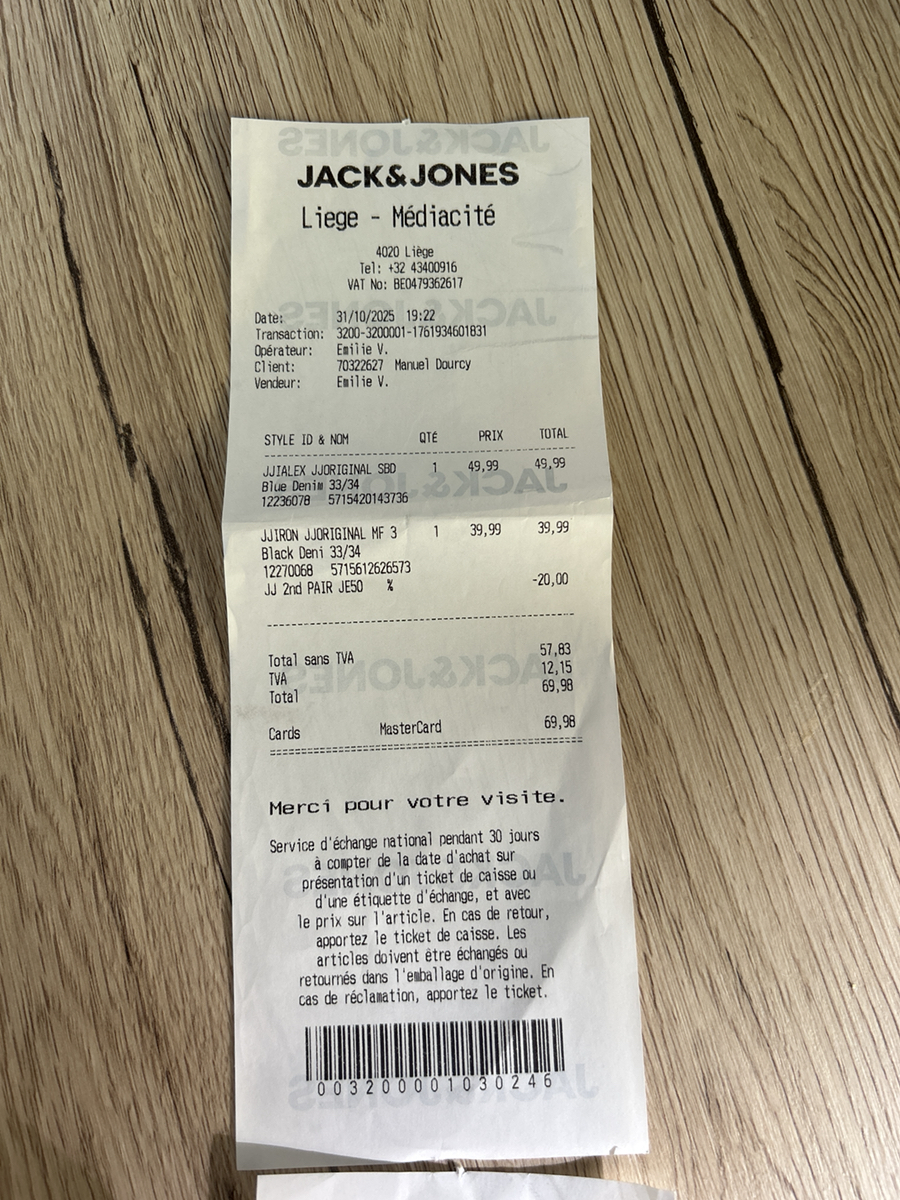 JACK&JONES
Liege - Médiacité
4020 Liège
Tel: +32 43400916
VAT No: BE0479362617
Date: 31/10/2025 19:22
Transaction: 3200-3200001-1761934601831
Opérateur: Emilie V.
Client: 70322627 Manuel Dourcy
Vendeur: Emilie V.
STYLE ID & NOM QTÉ PRIX TOTAL
JJIALEX JJORIGINAL SBD 1 49,99 49,99
Blue Denim 33/34
12236078 5715420143736
JJIRON JJORIGINAL MF 3 1 39,99 39,99
Black Deni 33/34
12270068 5715612626573
JJ 2nd PAIR JE50 % -20,00
Total sans TVA 57,83
TVA 12,15
Total 69,98
Cards MasterCard 69,98
Merci pour votre visite.
Service d'échange national pendant 30 jours
à compter de la date d'achat sur
présentation d'un ticket de caisse ou
d'une étiquette d'échange, et avec
le prix sur l'article. En cas de retour,
apportez le ticket de caisse. Les
articles doivent être échangés ou
retournés dans l'emballage d'origine. En
cas de réclamation, apportez le ticket.
0032000001030246